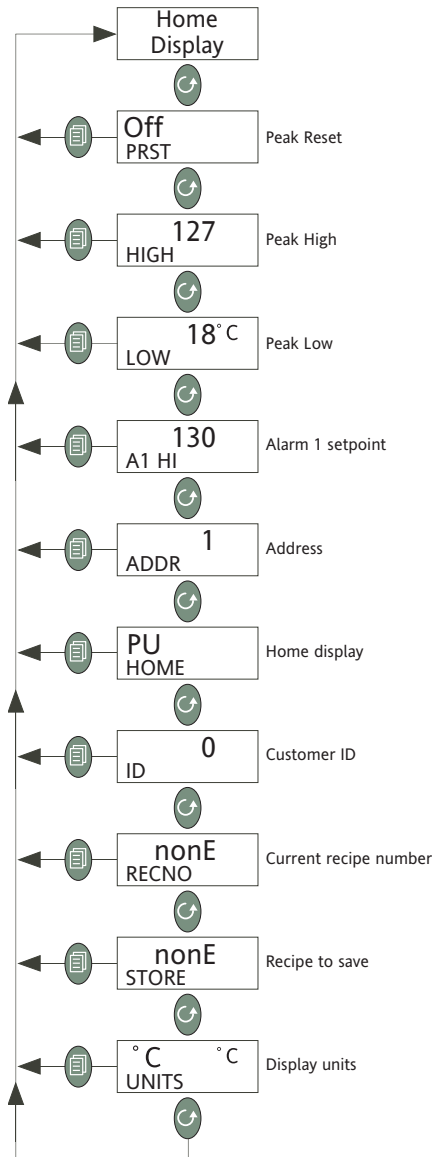 Home
Display
Off
PRST
Peak Reset
127
HIGH
Peak High
18°C
LOW
Peak Low
130
A1 HI
Alarm 1 setpoint
1
ADDR
Address
PU
HOME
Home display
0
ID
Customer ID
nonE
RECNO
Current recipe number
nonE
STORE
Recipe to save
°C °C
UNITS
Display units